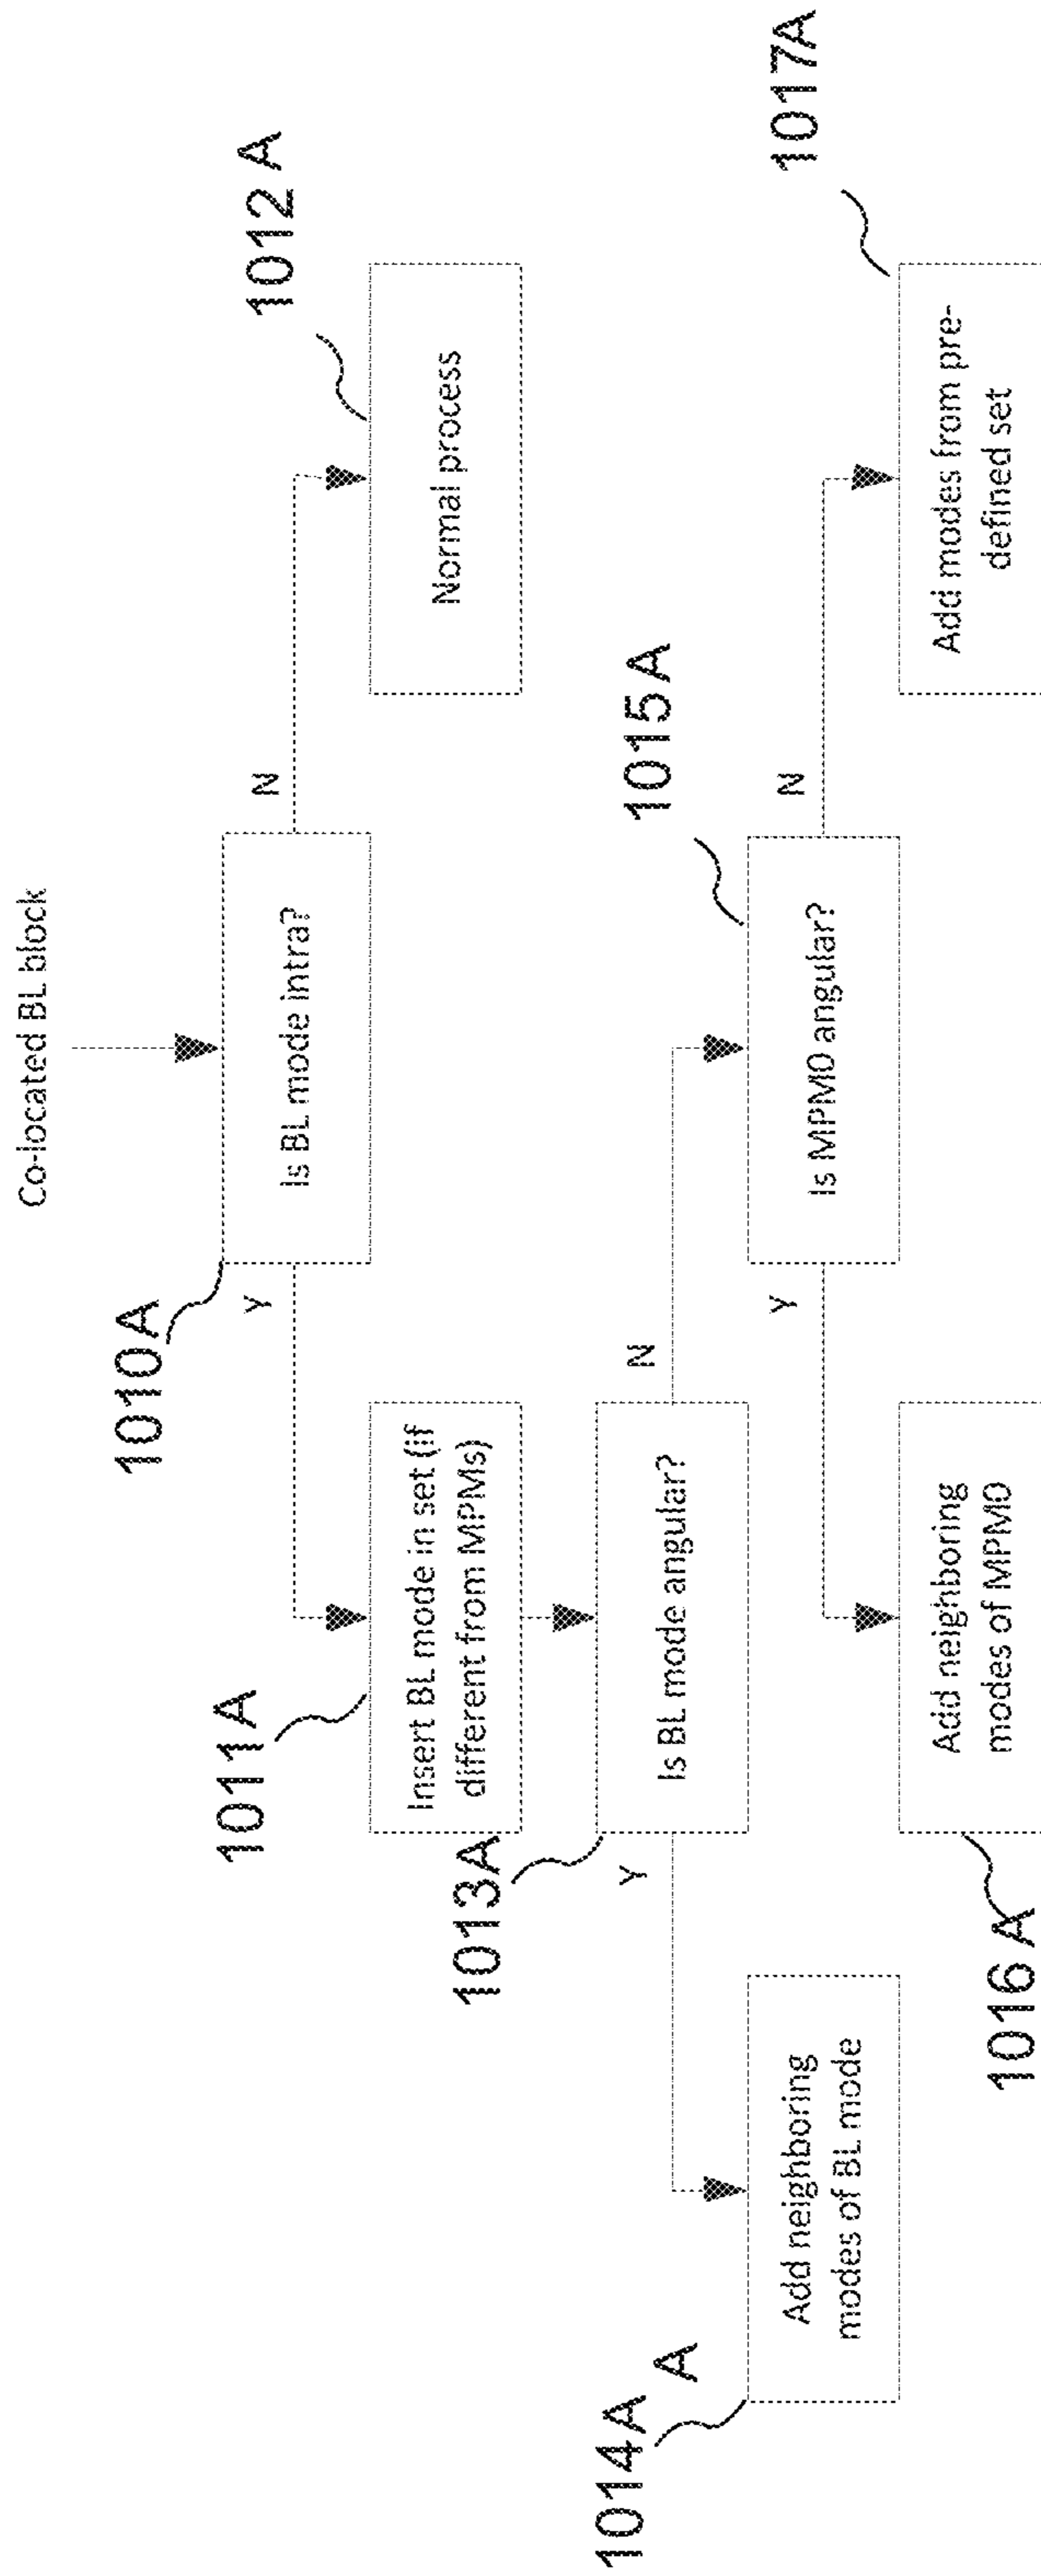 Co-located BL block
1010A
Is BL mode intra?
Y
N
1012 A
Normal process
1011A
Insert BL mode in set (if
different from MPMs)
1013A
Is BL mode angular?
Y
N
1014A
A
Add neighboring
modes of BL mode
1015A
Is MPM0 angular?
Y
N
1016 A
Add neighboring
modes of MPM0
1017A
Add modes from pre-
defined set